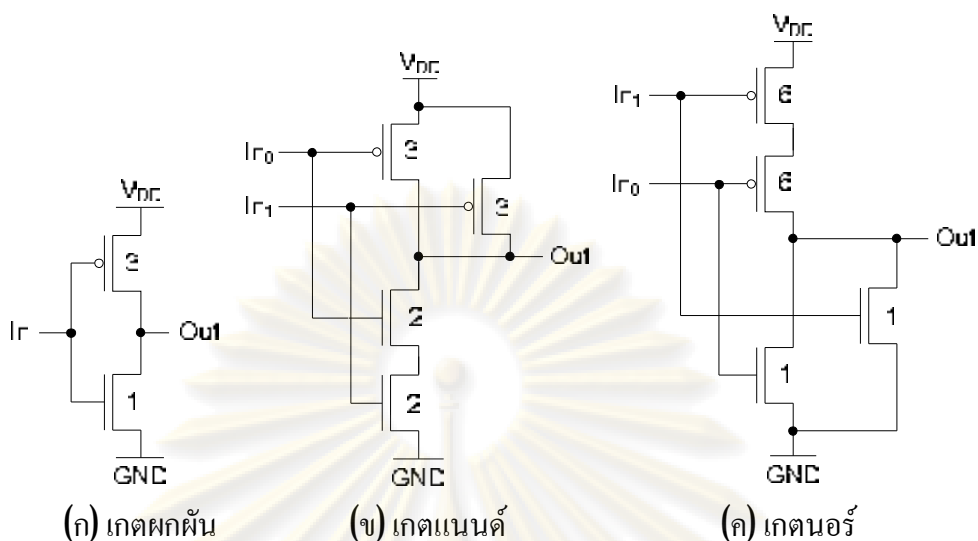 VDD
3
In
Out
1
GND
(ก) เกตผกผัน
VDD
In0
3
In1
3
Out
2
2
GND
(ข) เกตแนนด์
VDD
In1
6
In0
6
Out
1
1
GND
(ค) เกตนอร์